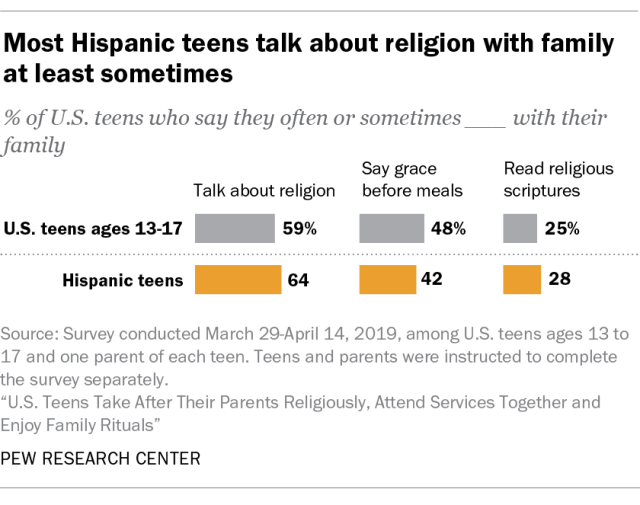 Most Hispanic teens talk about religion with family
at least sometimes
% of U.S. teens who say they often or sometimes ___ with their
family
Talk about religion
Say grace
before meals
Read religious
scriptures
U.S. teens ages 13-17 59% 48% 25%
Hispanic teens 64 42 28
Source: Survey conducted March 29-April 14, 2019, among U.S. teens ages 13 to
17 and one parent of each teen. Teens and parents were instructed to complete
the survey separately.
“U.S. Teens Take After Their Parents Religiously, Attend Services Together and
Enjoy Family Rituals”
PEW RESEARCH CENTER